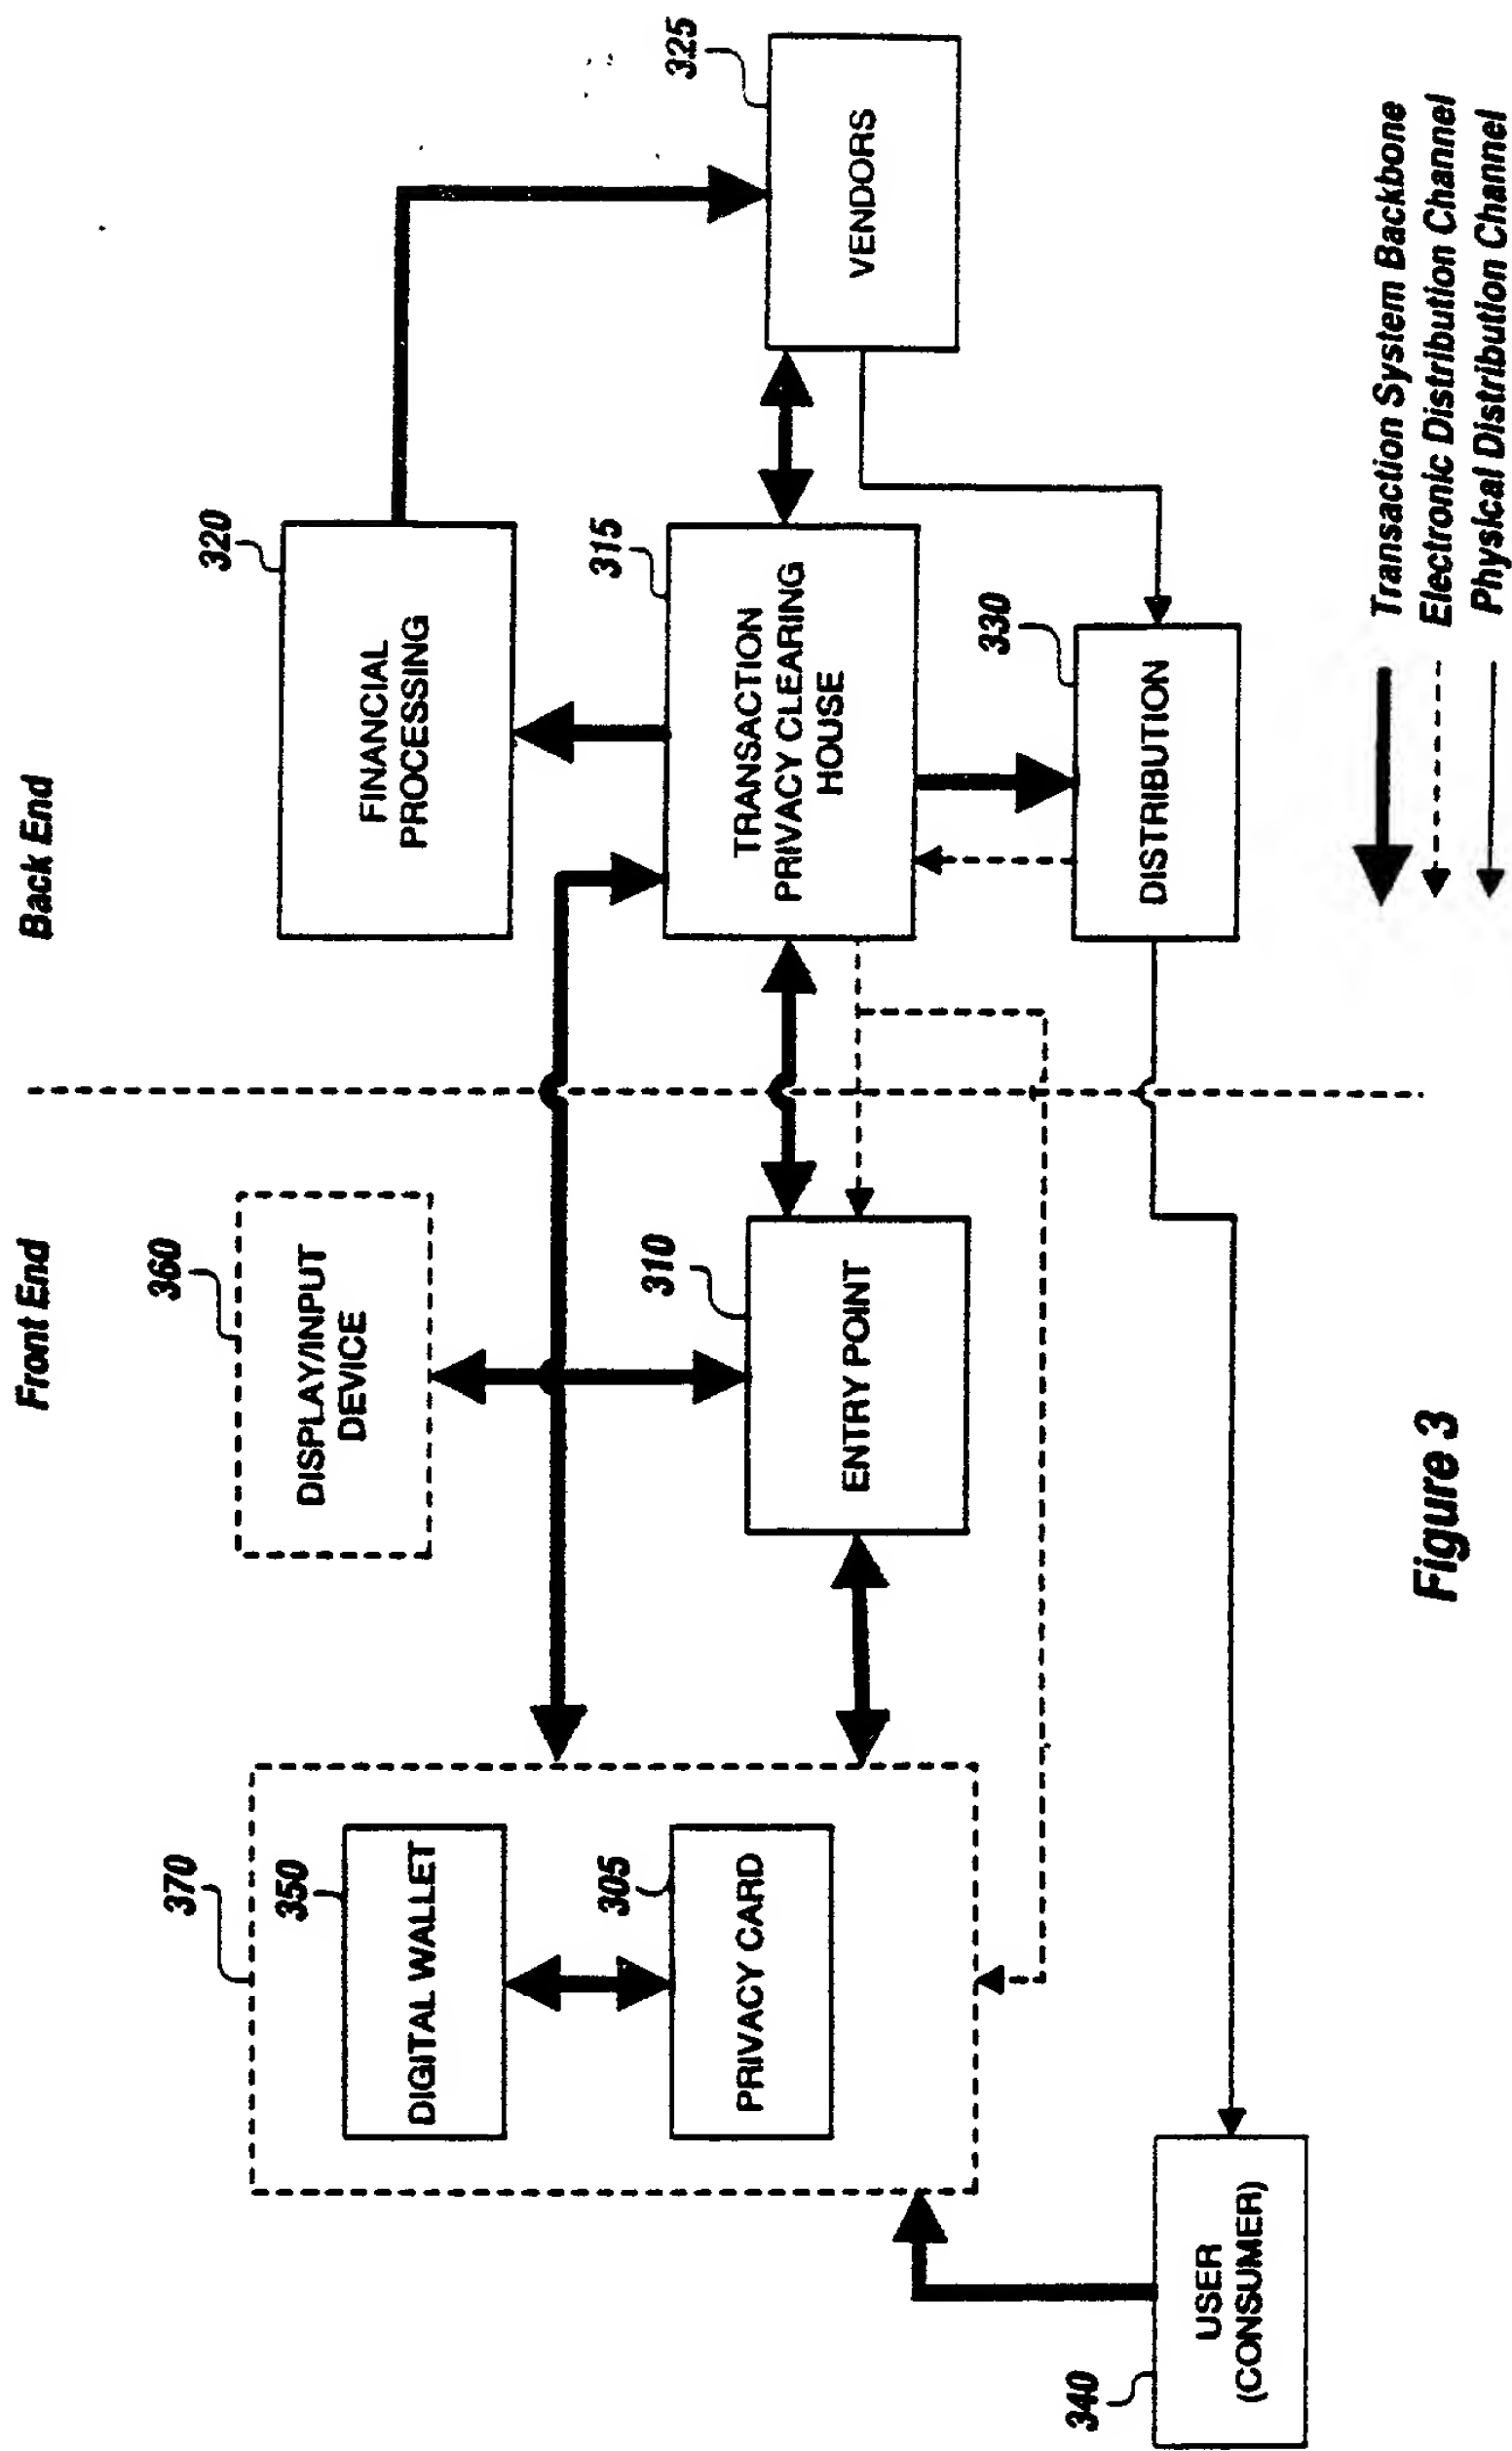 Front End
Back End
360
DISPLAY/INPUT
DEVICE
320
FINANCIAL
PROCESSING
370
350
DIGITAL WALLET
305
PRIVACY CARD
310
ENTRY POINT
315
TRANSACTION
PRIVACY CLEARING
HOUSE
325
VENDORS
330
DISTRIBUTION
340
USER
(CONSUMER)
Transaction System Backbone
Electronic Distribution Channel
Physical Distribution Channel
Figure 3